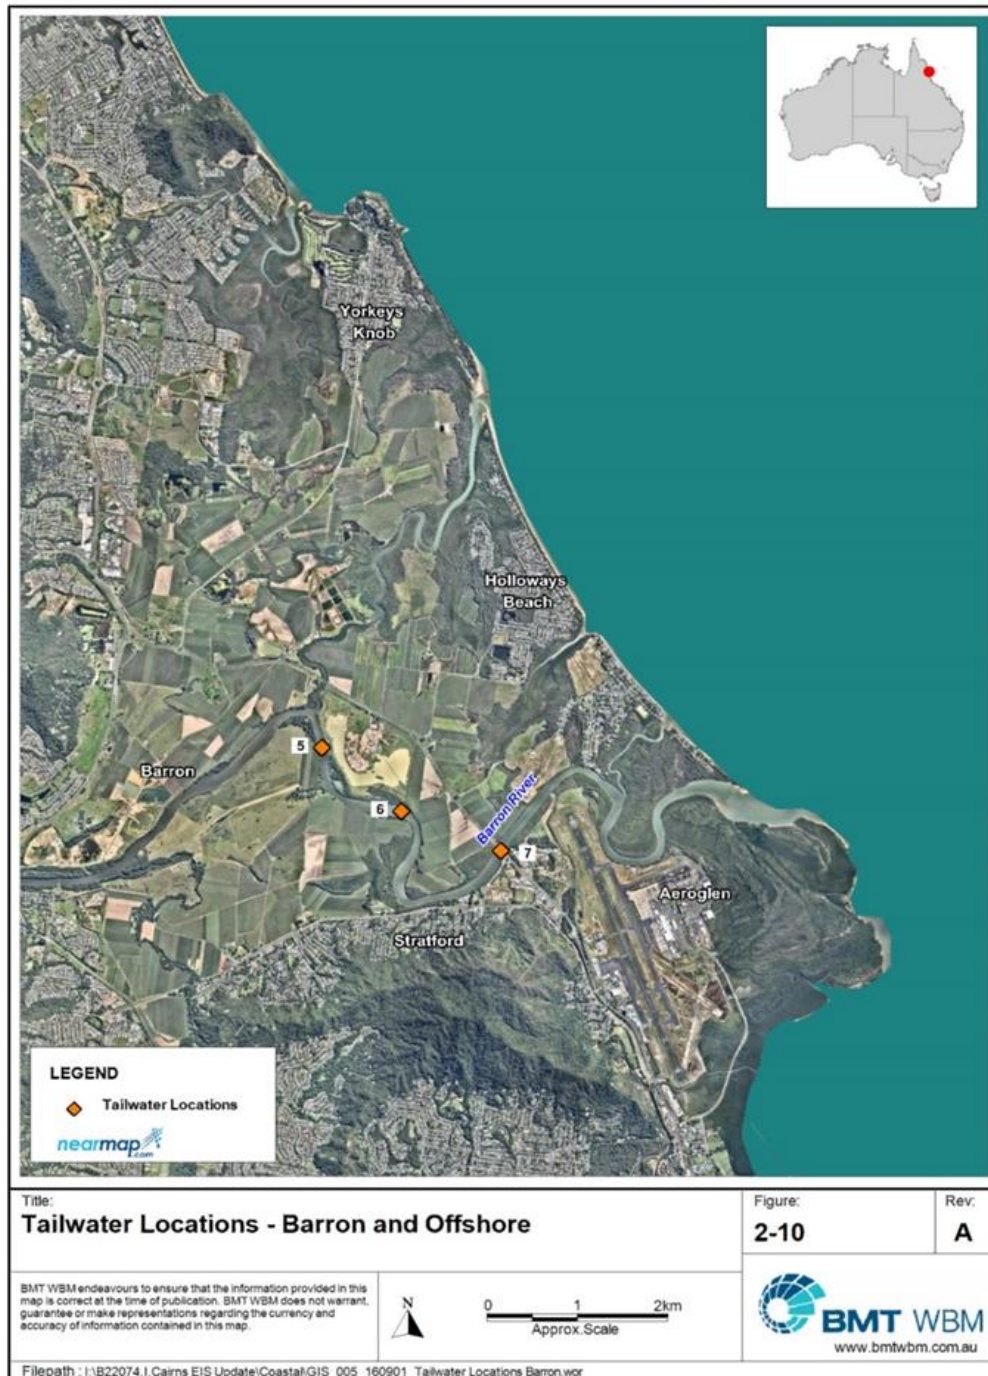 Yorkeys
Knob
Holloways
Beach
5
Barron
6
Barron River
7
Aeroglen
Stratford
LEGEND
Tailwater Locations
nearmap
.com
Title:
Tailwater Locations - Barron and Offshore
Figure:
2-10
Rev:
A
BMT WBM endeavours to ensure that the information provided in this
map is correct at the time of publication. BMT WBM does not warrant,
guarantee or make representations regarding the currency and
accuracy of information contained in this map.
N
0 1 2km
Approx.Scale
BMT WBM
www.bmtwbm.com.au
Filepath : I:\B22074.I.Cairns EIS Update\Coastal\GIS_005_160901_Tailwater Locations Barron.wor